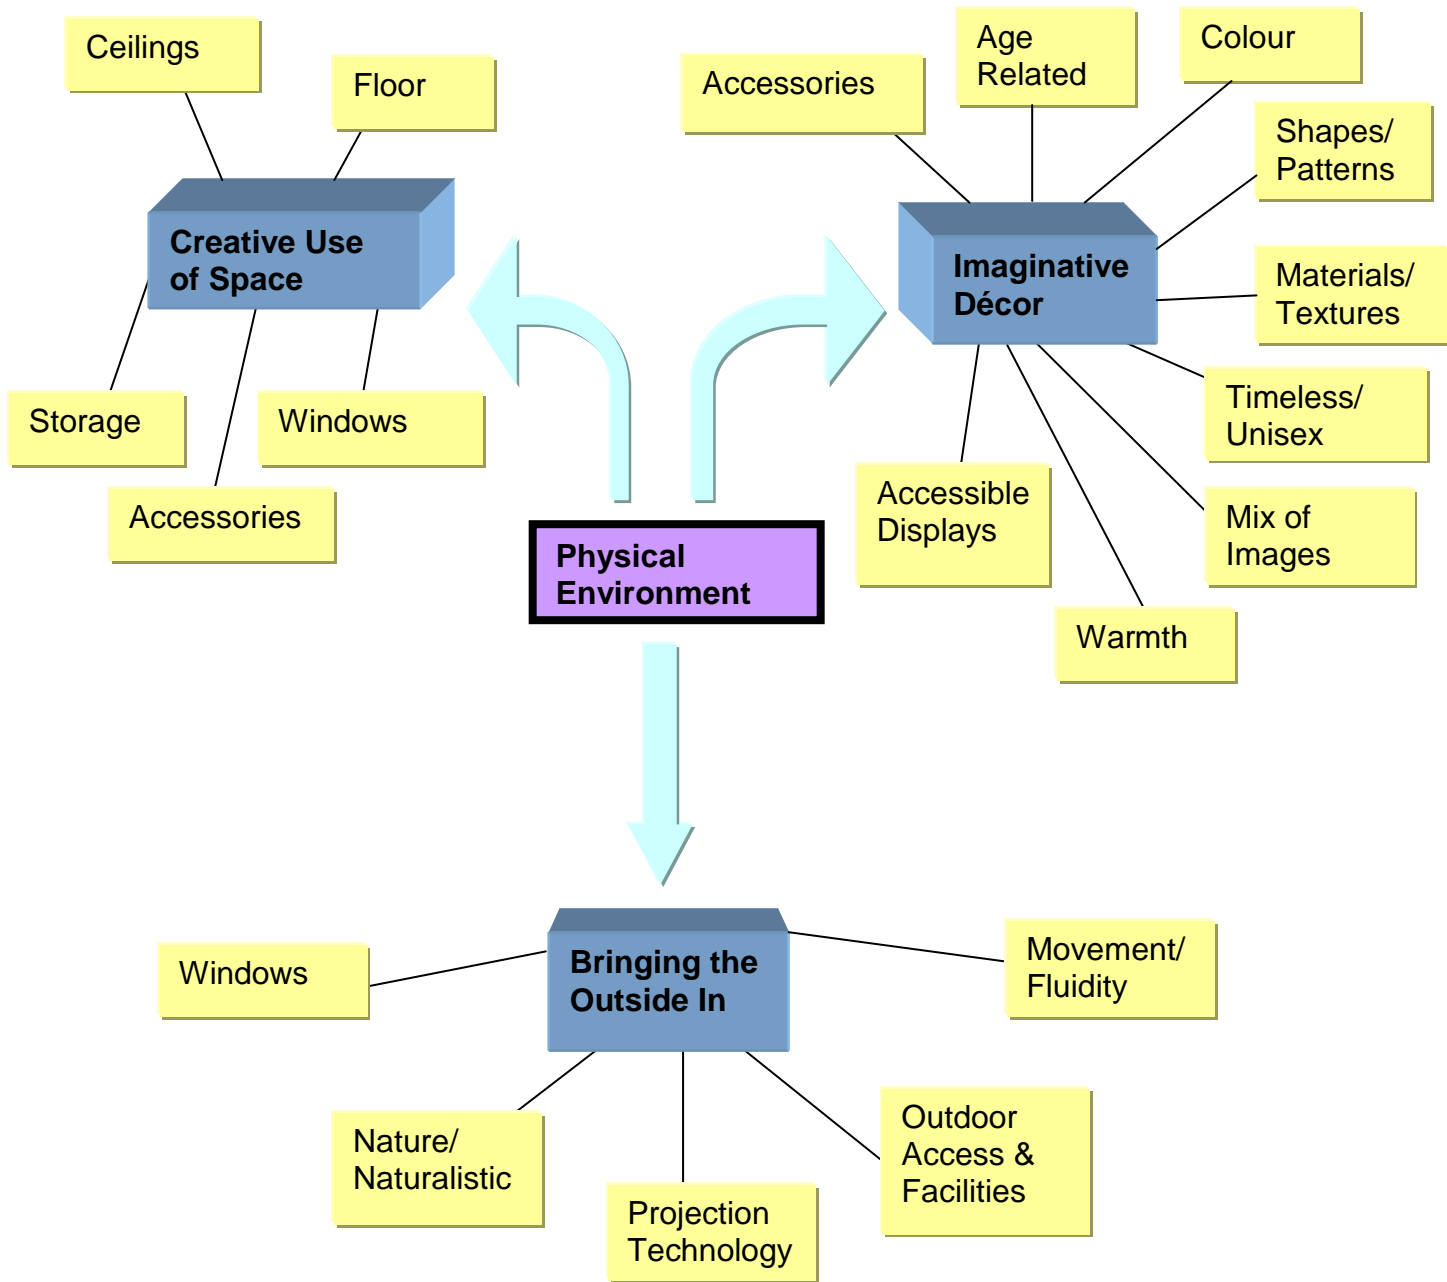 Ceilings
Floor
Creative Use
of Space
Storage
Windows
Accessories
Accessories
Age
Related
Colour
Shapes/
Patterns
Imaginative
Décor
Materials/
Textures
Timeless/
Unisex
Accessible
Displays
Mix of
Images
Warmth
Physical
Environment
Bringing the
Outside In
Windows
Movement/
Fluidity
Nature/
Naturalistic
Projection
Technology
Outdoor
Access &
Facilities